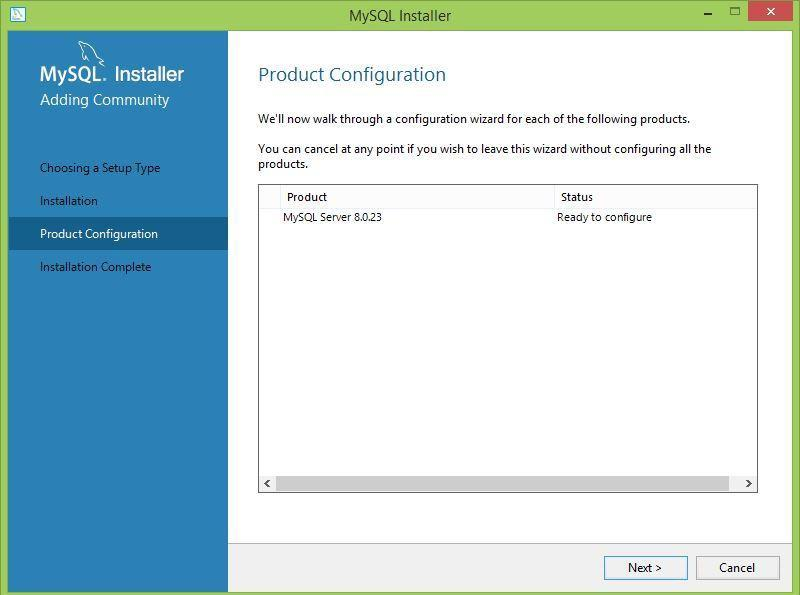 MySQL Installer
MySQL. Installer
Adding Community
Choosing a Setup Type
Installation
Product Configuration
Installation Complete
Product Configuration
We'll now walk through a configuration wizard for each of the following products.
You can cancel at any point if you wish to leave this wizard without configuring all the
products.
Product Status
MySQL Server 8.0.23 Ready to configure
Next > Cancel